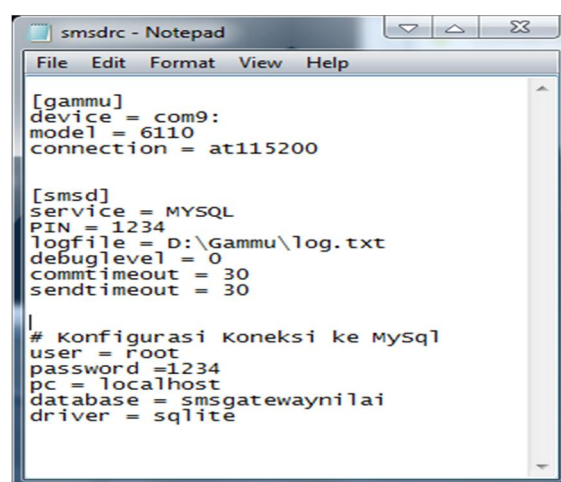 smsdrc - Notepad
File Edit Format View Help
[gammu]
device = com9:
model = 6110
connection = at115200
[smsd]
service = MYSQL
PIN = 1234
logfile = D:\Gammu\log.txt
debuglevel = 0
commtimeout = 30
sendtimeout = 30
# Konfigurasi Koneksi ke MySql
user = root
password =1234
pc = localhost
database = smsgatewaynilai
driver = sqlite